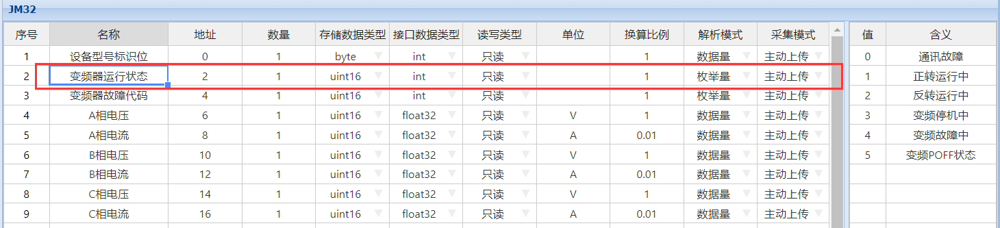 JM32
序号 名称 地址 数量 存储数据类型 接口数据类型 读写类型 单位 换算比例 解析模式 采集模式 值 含义
1 设备型号标识位 0 1 byte int 只读 1 数据量 主动上传 0 通讯故障
2 变频器运行状态 2 1 uint16 int 只读 1 枚举量 主动上传 1 正转运行中
3 变频器故障代码 4 1 uint16 int 只读 1 枚举量 主动上传 2 反转运行中
4 A相电压 6 1 uint16 float32 只读 V 1 数据量 主动上传 3 变频停机中
5 A相电流 8 1 uint16 float32 只读 A 0.01 数据量 主动上传 4 变频故障中
6 B相电压 10 1 uint16 float32 只读 V 1 数据量 主动上传 5 变频POFF状态
7 B相电流 12 1 uint16 float32 只读 A 0.01 数据量 主动上传
8 C相电压 14 1 uint16 float32 只读 V 1 数据量 主动上传
9 C相电流 16 1 uint16 float32 只读 A 0.01 数据量 主动上传